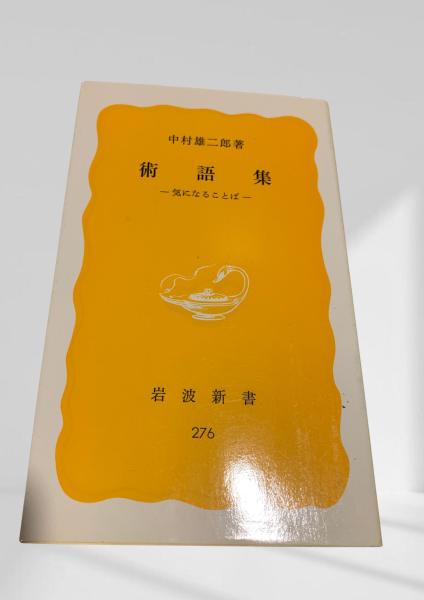 中村雄二郎著
術語集
─気になることば─
岩波新書
276